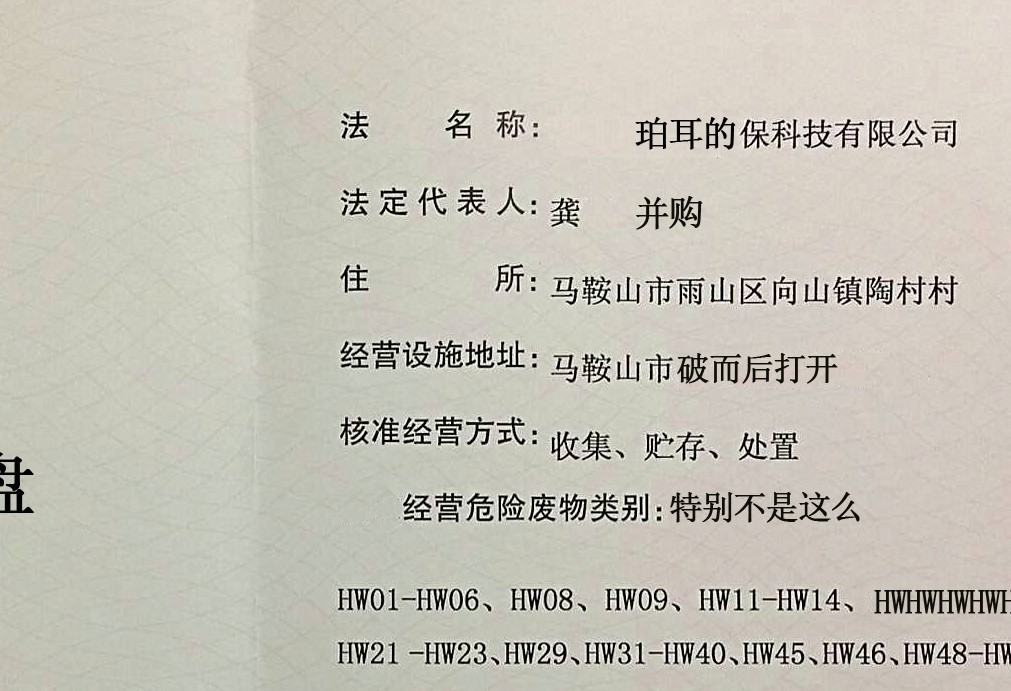 法 名 称: 珀耳的保科技有限公司
法定代表人: 龚 并购
住 所: 马鞍山市雨山区向山镇陶村村
经营设施地址: 马鞍山市破而后打开
核准经营方式: 收集、贮存、处置
盘
经营危险废物类别: 特别不是这么
HW01-HW06、HW08、HW09、HW11-HW14、HWHWHWHWH
HW21-HW23、HW29、HW31-HW40、HW45、HW46、HW48-HW